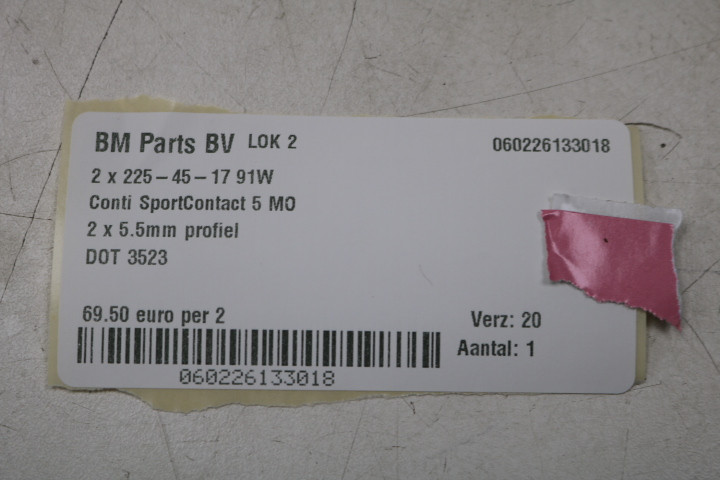 BM Parts BV LOK 2 060226133018
2 x 225-45-17 91W
Conti SportContact 5 MO
2 x 5.5mm profiel
DOT 3523
69.50 euro per 2 Verz: 20
Aantal: 1
060226133018